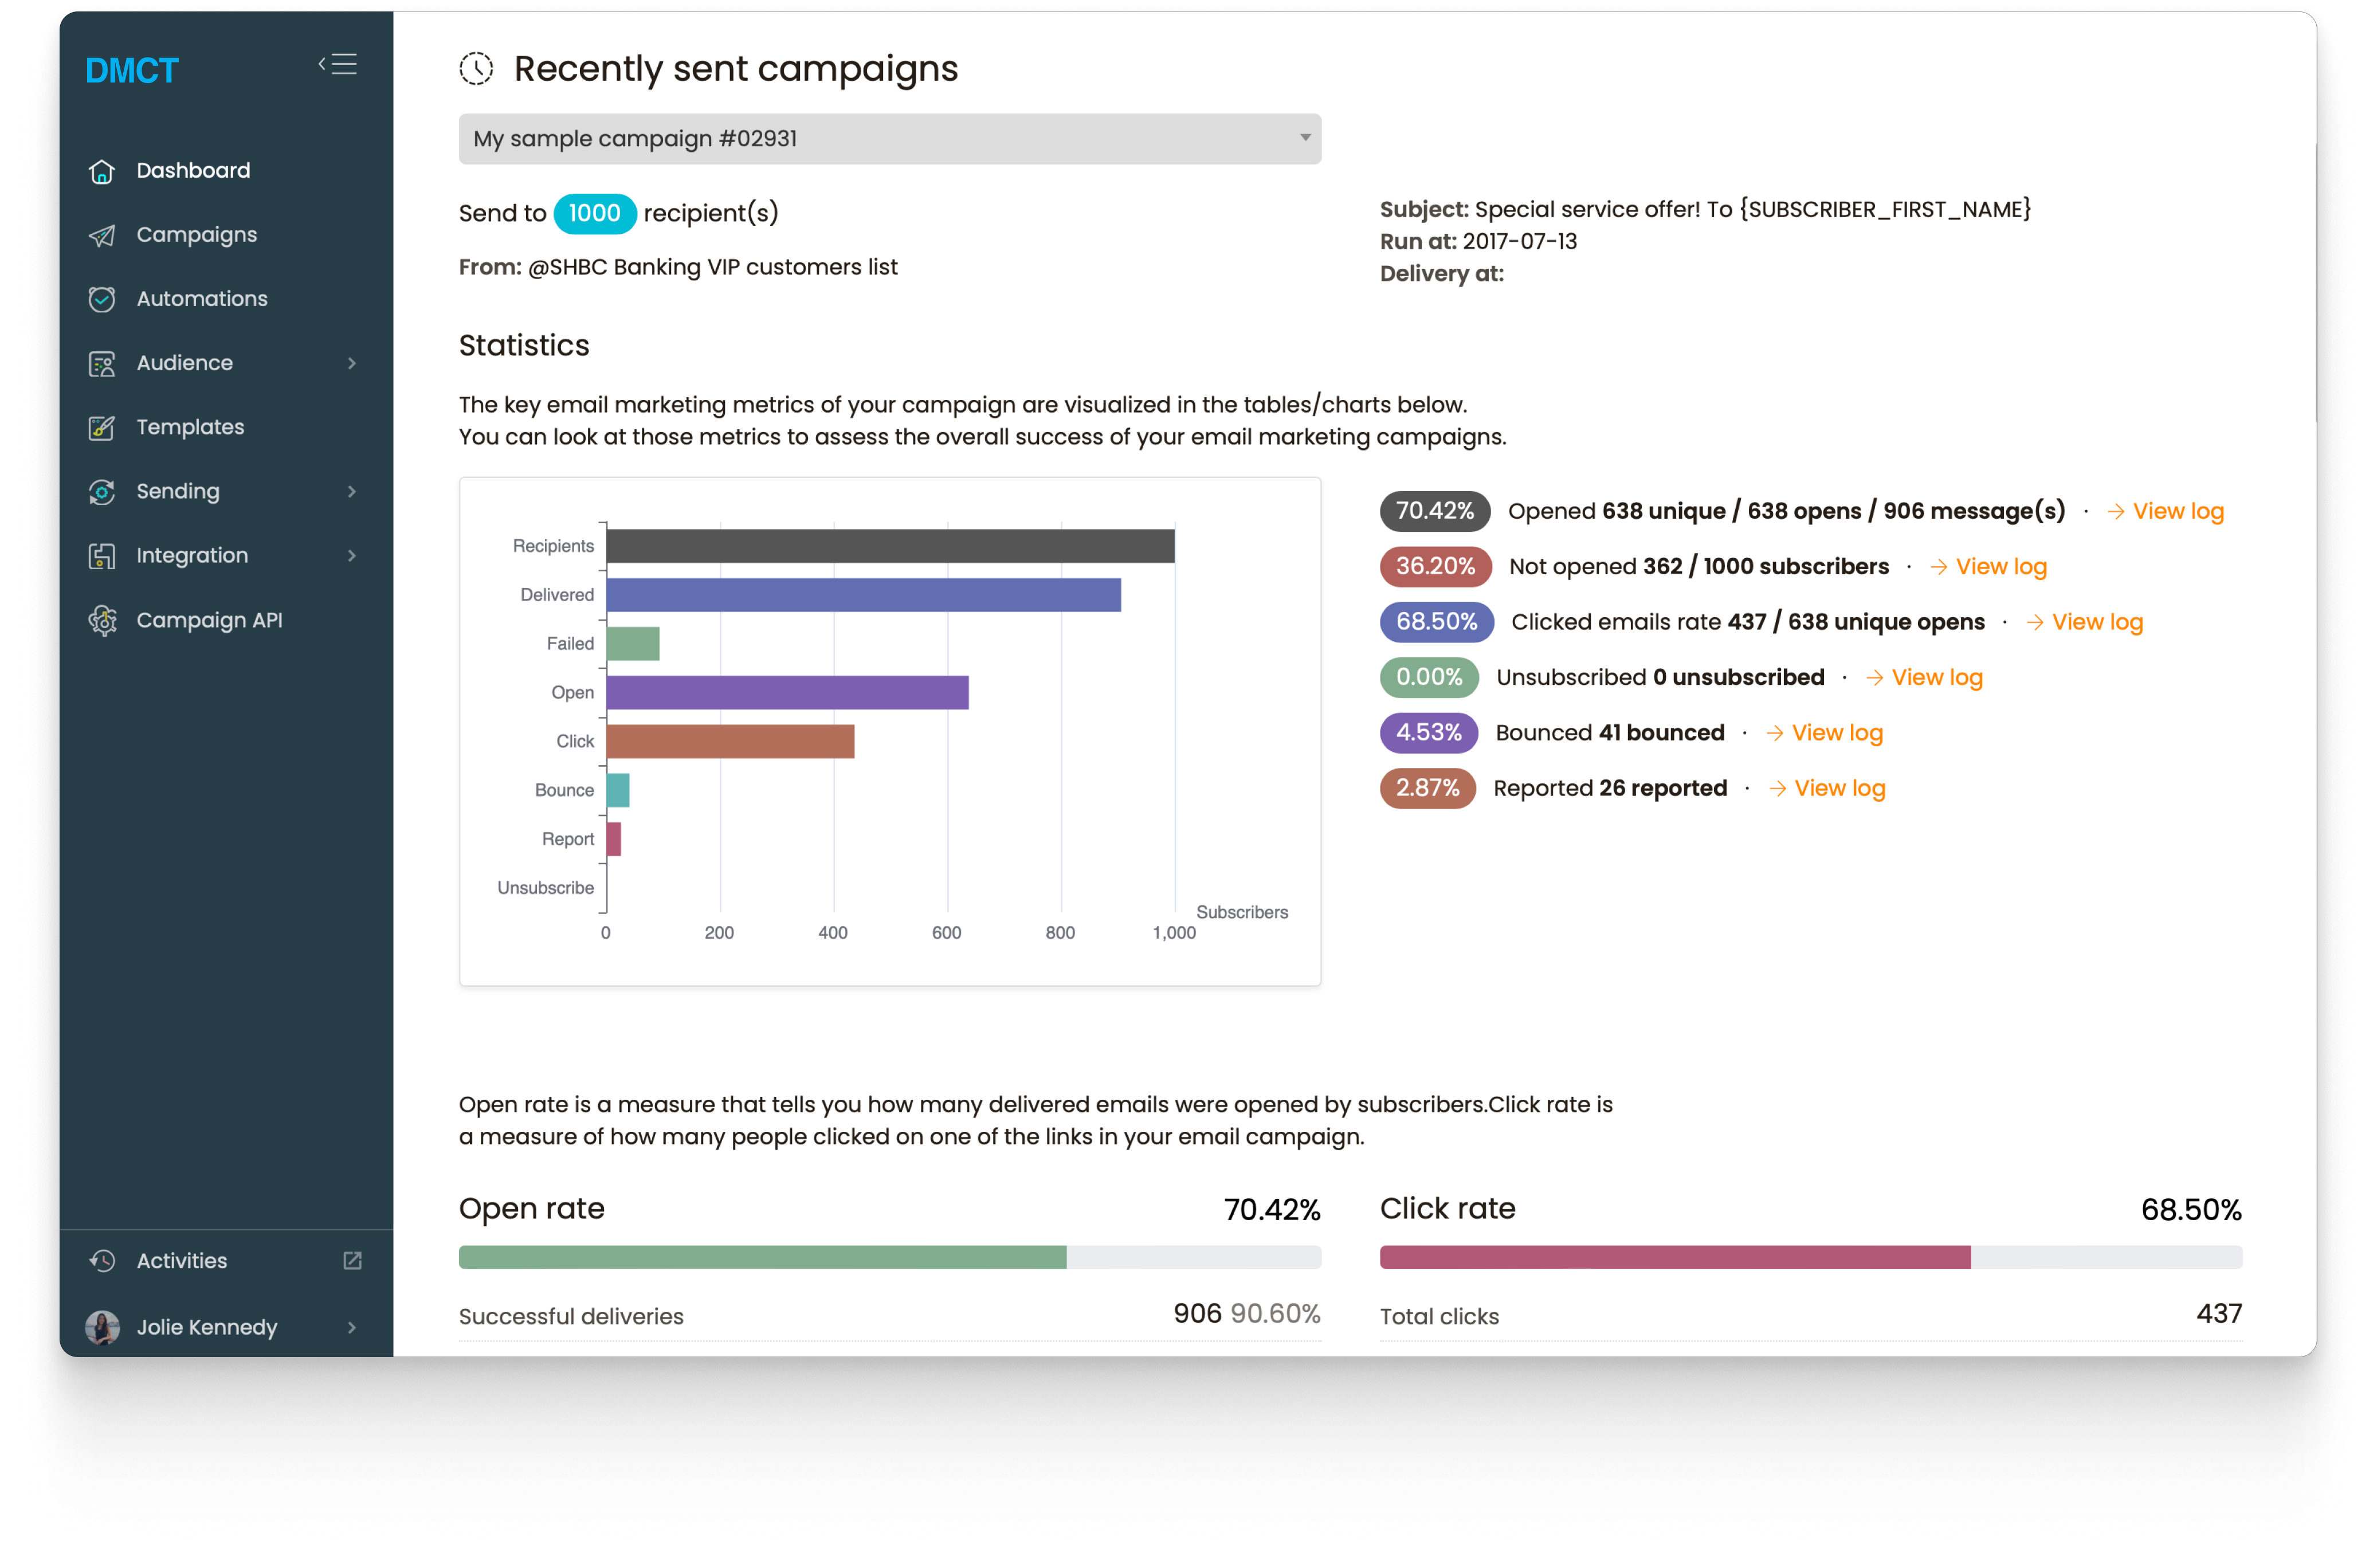 DMCT
Dashboard
Campaigns
Automations
Audience
Templates
Sending
Integration
Campaign API
Activities
Jolie Kennedy
Recently sent campaigns
My sample campaign #02931
Send to 1000 recipient(s)
From: @SHBC Banking VIP customers list
Subject: Special service offer! To {SUBSCRIBER_FIRST_NAME}
Run at: 2017-07-13
Delivery at:
Statistics
The key email marketing metrics of your campaign are visualized in the tables/charts below.
You can look at those metrics to assess the overall success of your email marketing campaigns.
Recipients
Delivered
Failed
Open
Click
Bounce
Report
Unsubscribe
Subscribers
0 200 400 600 800 1,000
70.42% Opened 638 unique / 638 opens / 906 message(s) · → View log
36.20% Not opened 362 / 1000 subscribers · → View log
68.50% Clicked emails rate 437 / 638 unique opens · → View log
0.00% Unsubscribed 0 unsubscribed · → View log
4.53% Bounced 41 bounced · → View log
2.87% Reported 26 reported · → View log
Open rate is a measure that tells you how many delivered emails were opened by subscribers.Click rate is
a measure of how many people clicked on one of the links in your email campaign.
Open rate 70.42%
Successful deliveries 906 90.60%
Click rate 68.50%
Total clicks 437